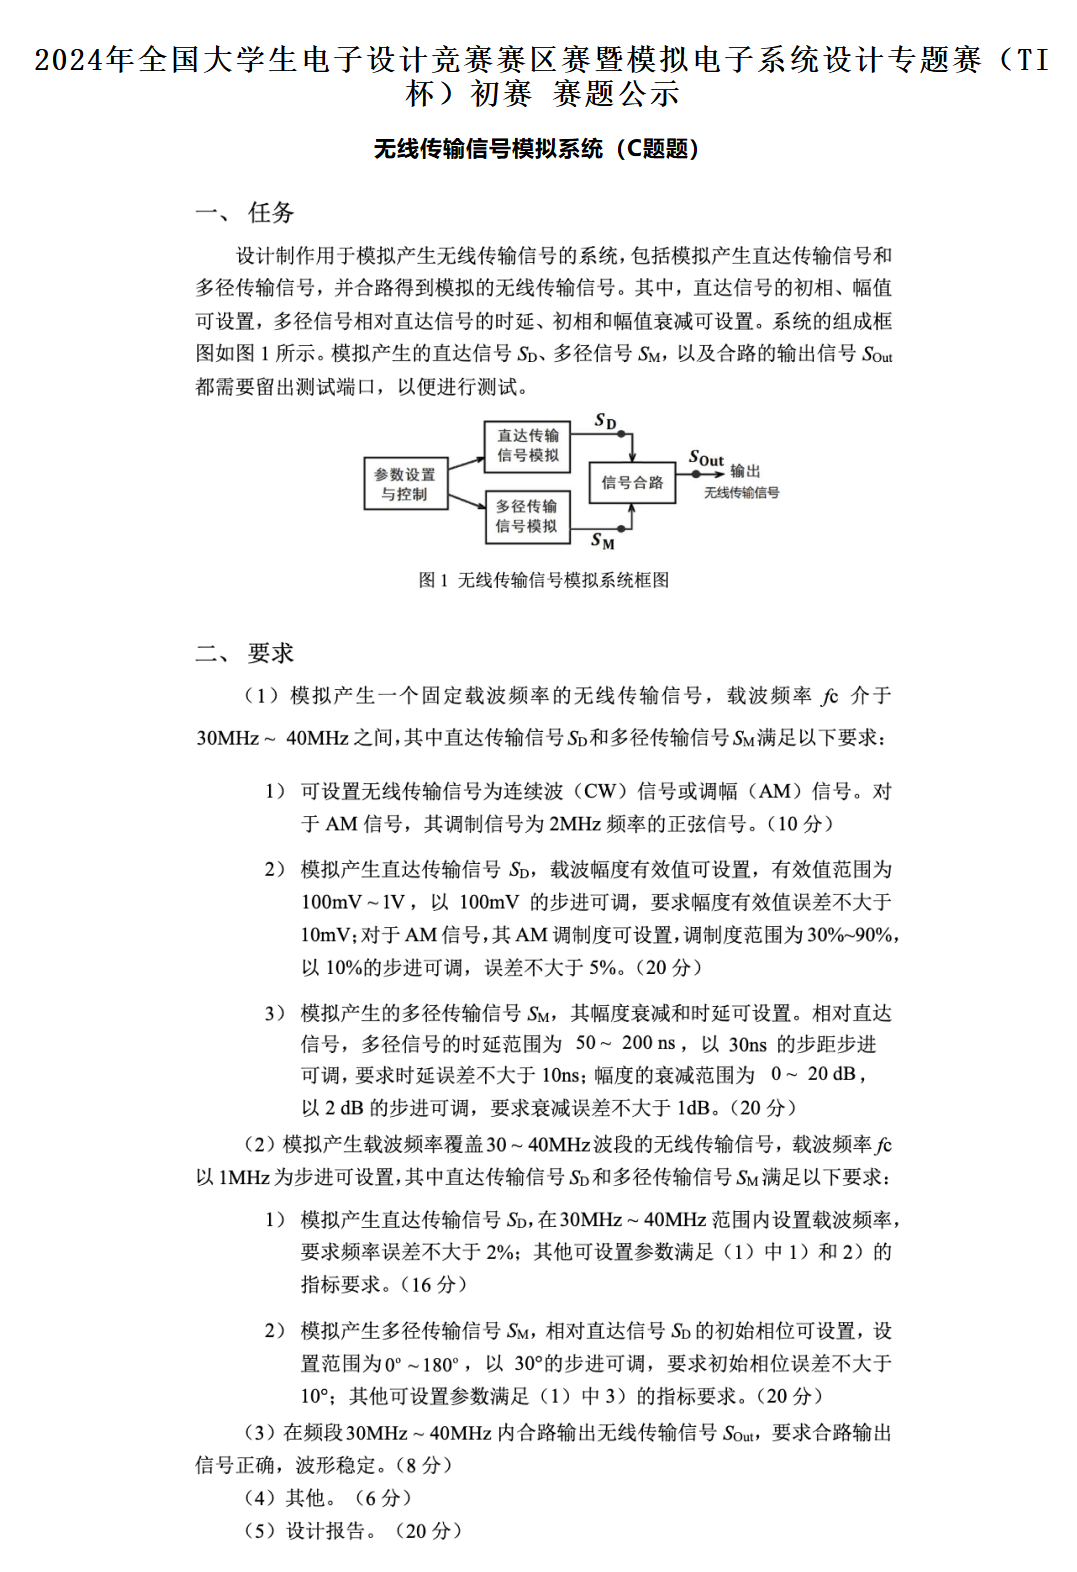 2024年全国大学生电子设计竞赛赛区赛暨模拟电子系统设计专题赛（TI
杯）初赛 赛题公示
无线传输信号模拟系统（C题题）
一、 任务
设计制作用于模拟产生无线传输信号的系统，包括模拟产生直达传输信号和
多径传输信号，并合路得到模拟的无线传输信号。其中，直达信号的初相、幅值
可设置，多径信号相对直达信号的时延、初相和幅值衰减可设置。系统的组成框
图如图 1 所示。模拟产生的直达信号 SD、多径信号 SM，以及合路的输出信号 SOut
都需要留出测试端口，以便进行测试。
参数设置
与控制
直达传输
信号模拟
多径传输
信号模拟
SD
SM
信号合路
SOut
输出
无线传输信号
图 1 无线传输信号模拟系统框图
二、 要求
（1）模拟产生一个固定载波频率的无线传输信号，载波频率 fc 介于
30MHz ~ 40MHz 之间，其中直达传输信号 SD和多径传输信号 SM满足以下要求：
1） 可设置无线传输信号为连续波（CW）信号或调幅（AM）信号。对
于 AM 信号，其调制信号为 2MHz 频率的正弦信号。（10 分）
2） 模拟产生直达传输信号 SD，载波幅度有效值可设置，有效值范围为
100mV ~ 1V ，以 100mV 的步进可调，要求幅度有效值误差不大于
10mV；对于 AM 信号，其 AM 调制度可设置，调制度范围为 30%~90%，
以 10%的步进可调，误差不大于 5%。（20 分）
3） 模拟产生的多径传输信号 SM，其幅度衰减和时延可设置。相对直达
信号，多径信号的时延范围为 50 ~ 200 ns ，以 30ns 的步距步进
可调，要求时延误差不大于 10ns；幅度的衰减范围为 0 ~ 20 dB，
以 2 dB 的步进可调，要求衰减误差不大于 1dB。（20 分）
（2）模拟产生载波频率覆盖 30 ~ 40MHz 波段的无线传输信号，载波频率 fc
以 1MHz 为步进可设置，其中直达传输信号 SD 和多径传输信号 SM 满足以下要求：
1） 模拟产生直达传输信号 SD，在30MHz ~ 40MHz 范围内设置载波频率，
要求频率误差不大于 2%；其他可设置参数满足（1）中 1）和 2）的
指标要求。（16 分）
2） 模拟产生多径传输信号 SM，相对直达信号 SD 的初始相位可设置，设
置范围为0° ~180° ，以 30°的步进可调，要求初始相位误差不大于
10°；其他可设置参数满足（1）中 3）的指标要求。（20 分）
（3）在频段 30MHz ~ 40MHz 内合路输出无线传输信号 SOut，要求合路输出
信号正确，波形稳定。（8 分）
（4）其他。（6 分）
（5）设计报告。（20 分）